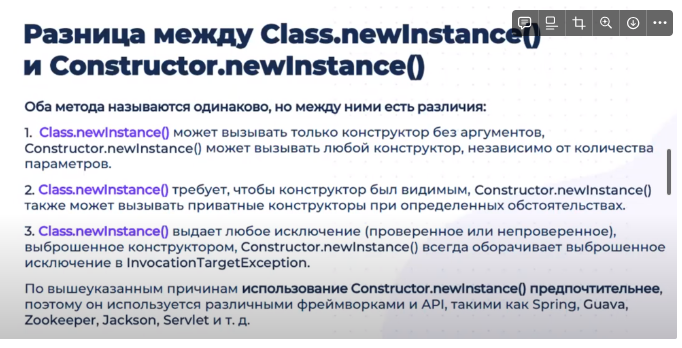 Разница между Class.newInstance()
и Constructor.newInstance()
Оба метода называются одинаково, но между ними есть различия:
1. Class.newInstance() может вызывать только конструктор без аргументов,
Constructor.newInstance() может вызывать любой конструктор, независимо от количества
параметров.
2. Class.newInstance() требует, чтобы конструктор был видимым, Constructor.newInstance()
также может вызывать приватные конструкторы при определенных обстоятельствах.
3. Class.newInstance() выдает любое исключение (проверенное или непроверенное),
выброшенное конструктором, Constructor.newInstance() всегда оборачивает выброшенное
исключение в InvocationTargetException.
По вышеуказанным причинам использование Constructor.newInstance() предпочтительнее,
поэтому он используется различными фреймворками и API, такими как Spring, Guava,
Zookeeper, Jackson, Servlet и т. д.